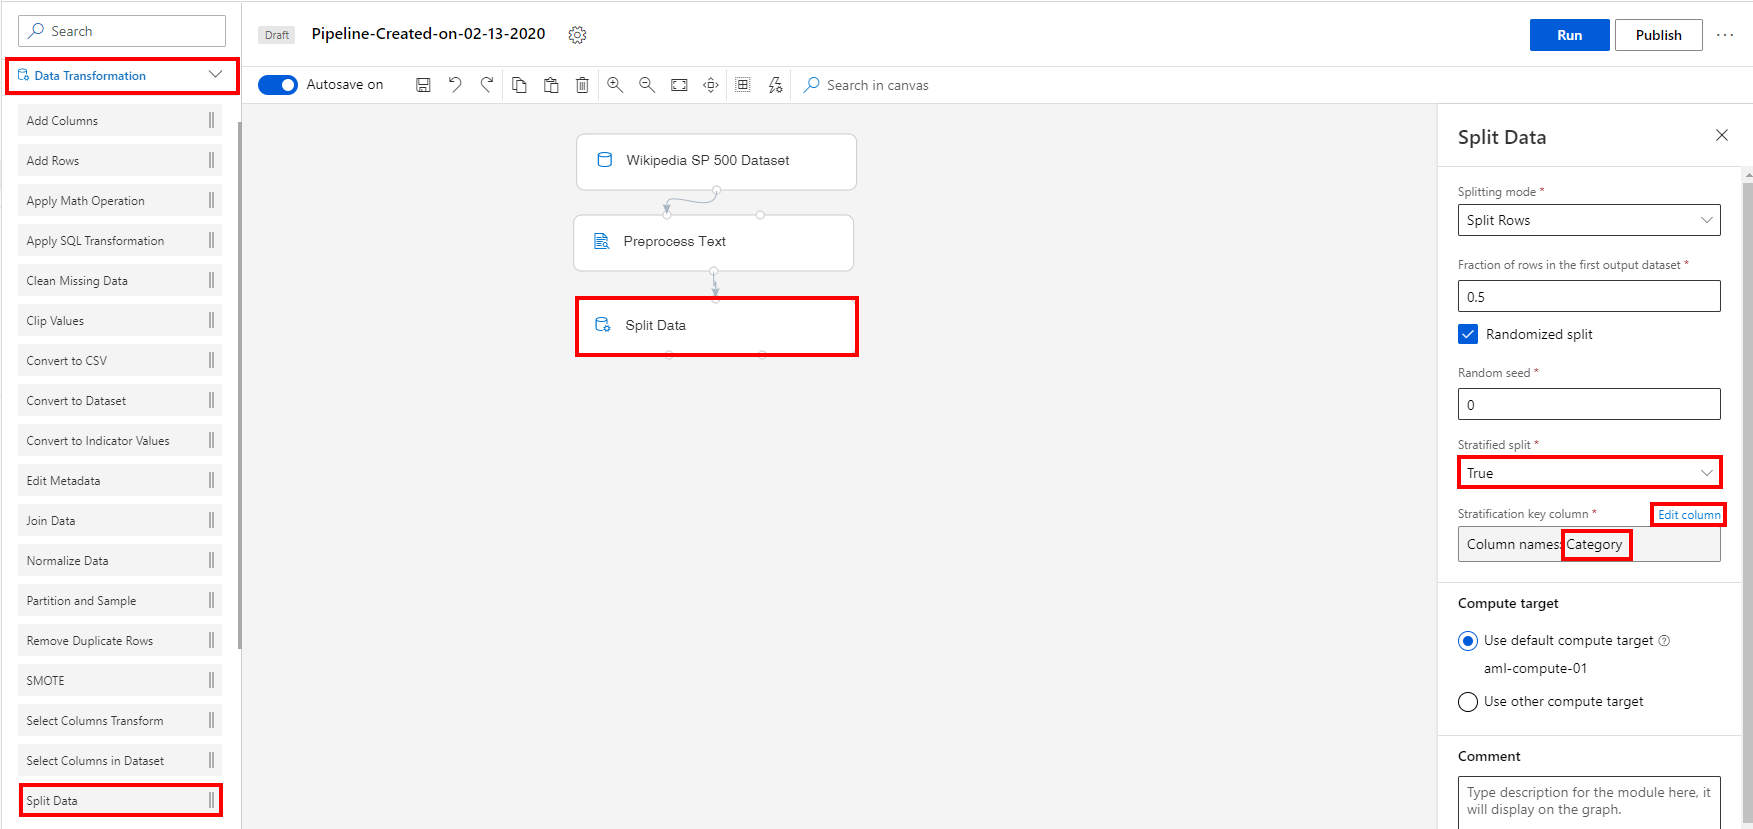 Search
Data Transformation
Add Columns
Add Rows
Apply Math Operation
Apply SQL Transformation
Clean Missing Data
Clip Values
Convert to CSV
Convert to Dataset
Convert to Indicator Values
Edit Metadata
Join Data
Normalize Data
Partition and Sample
Remove Duplicate Rows
SMOTE
Select Columns Transform
Select Columns in Dataset
Split Data
Draft Pipeline-Created-on-02-13-2020
Run Publish ...
Autosave on
Search in canvas
Wikipedia SP 500 Dataset
Preprocess Text
Split Data
Split Data
Splitting mode *
Split Rows
Fraction of rows in the first output dataset *
0.5
Randomized split
Random seed *
0
Stratified split *
True
Stratification key column * Edit column
Column names: Category
Compute target
Use default compute target ?
aml-compute-01
Use other compute target
Comment
Type description for the module here, it
will display on the graph.